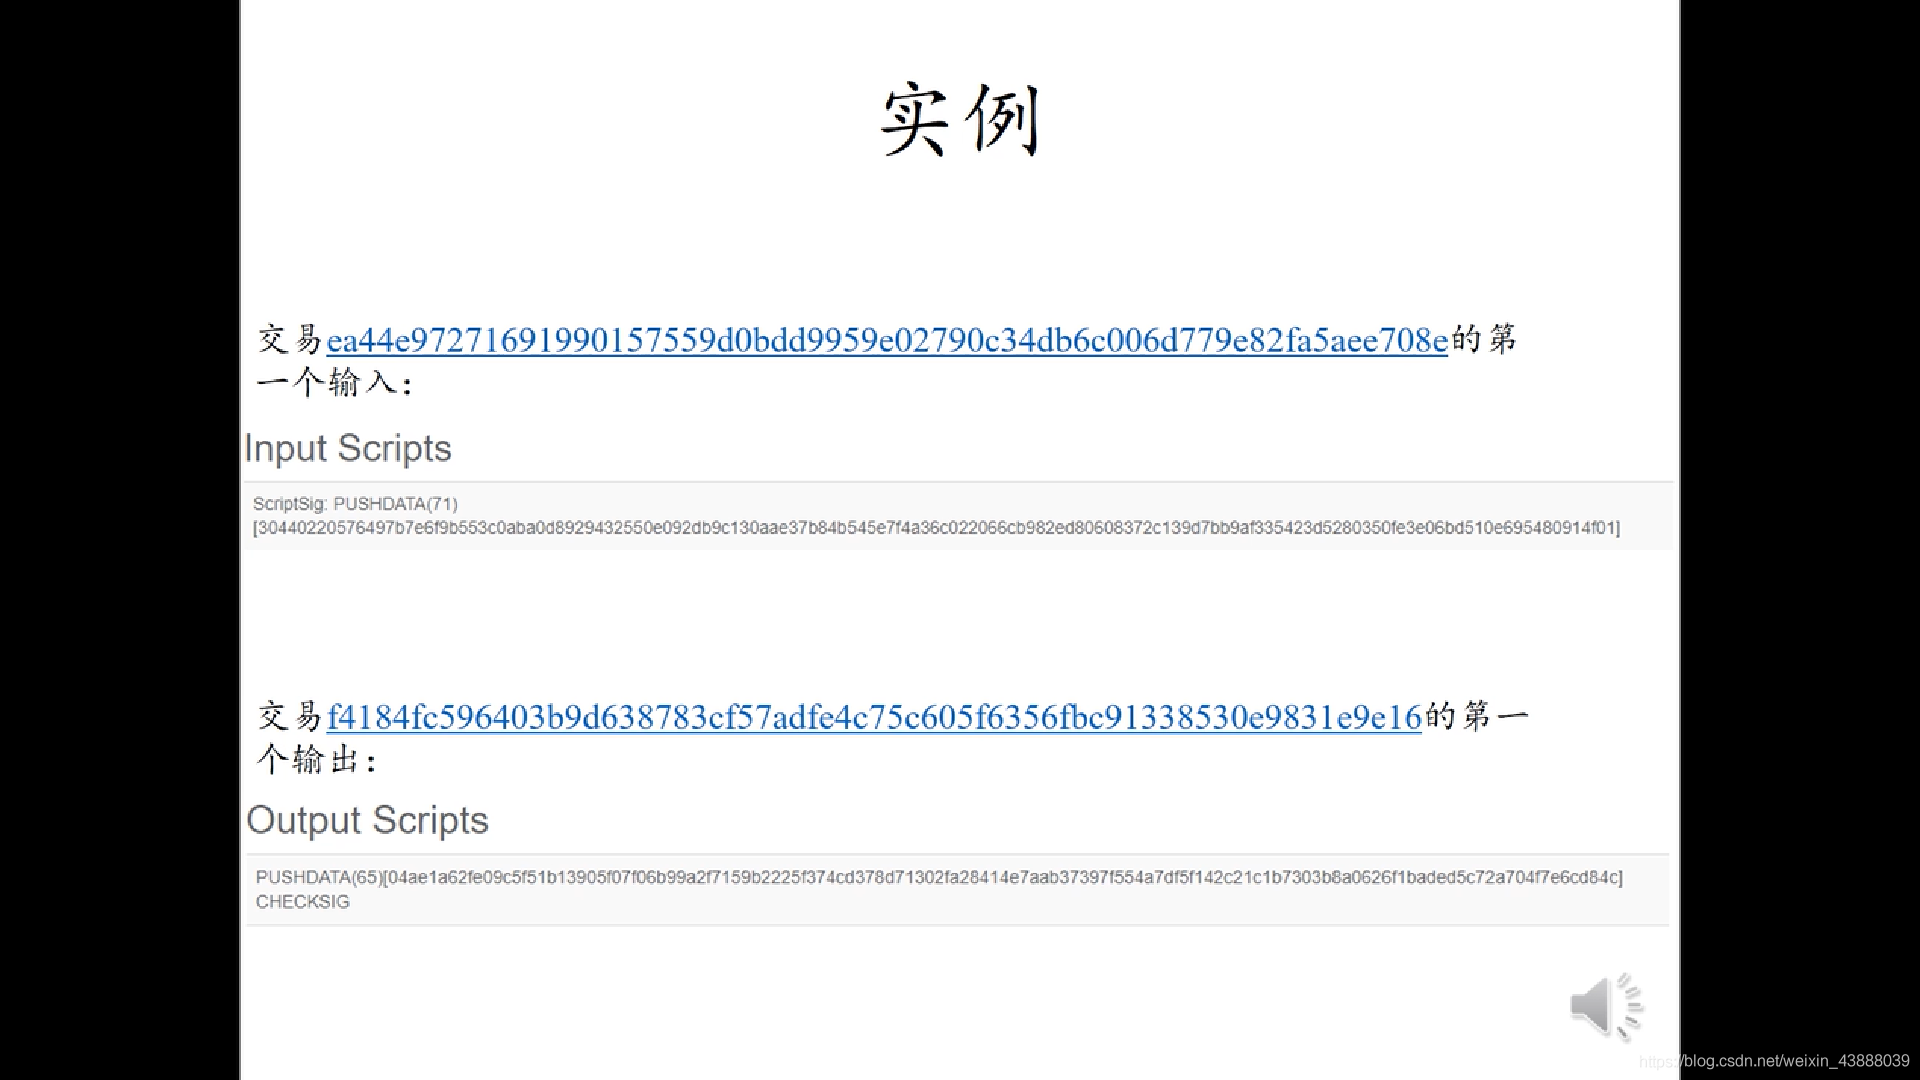 实例
交易ea44e97271691990157559d0bdd9959e02790c34db6c006d779e82fa5aee708e的第
一个输入：
Input Scripts
ScriptSig: PUSHDATA(71)
[30440220576497b7e6f9b553c0aba0d8929432550e092db9c130aae37b84b545e7f4a36c022066cb982ed80608372c139d7bb9af335423d5280350fe3e06bd510e695480914f01]
交易f4184fc596403b9d638783cf57adfe4c75c605f6356fbc91338530e9831e9e16的第一
个输出：
Output Scripts
PUSHDATA(65)[04ae1a62fe09c5f51b13905f07f06b99a2f7159b2225f374cd378d71302fa28414e7aab37397f554a7df5f142c21c1b7303b8a0626f1baded5c72a704f7e6cd84c]
CHECKSIG
https://blog.csdn.net/weixin_43888039